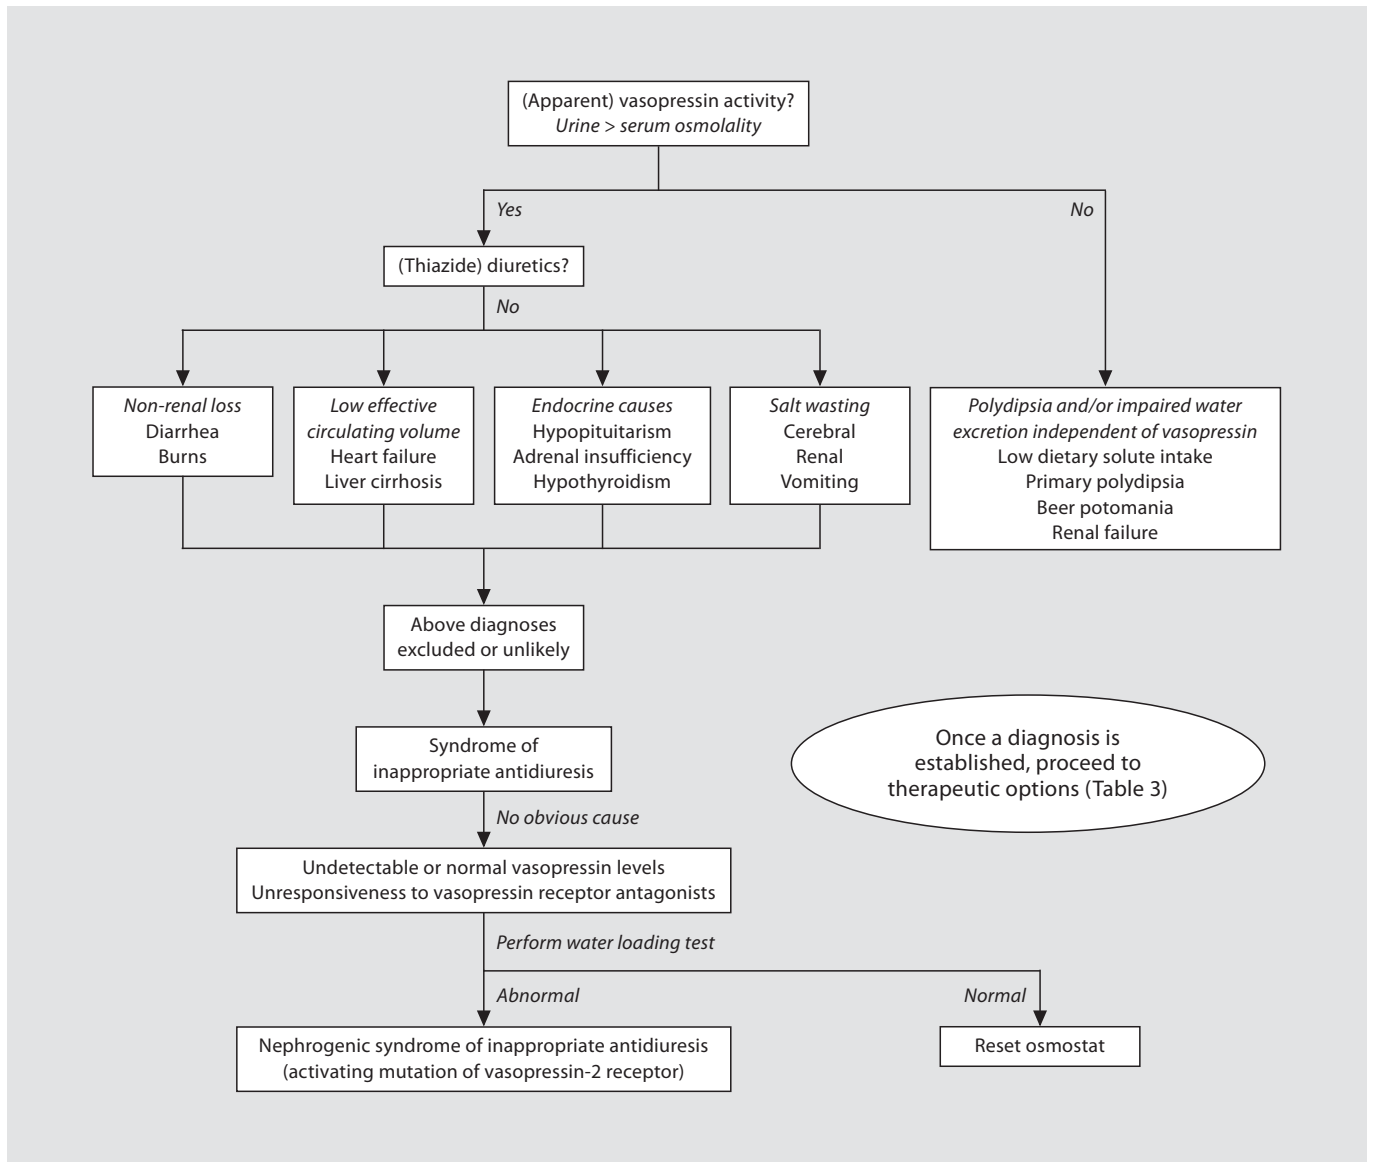 (Apparent) vasopressin activity?
Urine > serum osmolality
Yes
No
(Thiazide) diuretics?
No
Non-renal loss
Diarrhea
Burns
Low effective
circulating volume
Heart failure
Liver cirrhosis
Endocrine causes
Hypopituitarism
Adrenal insufficiency
Hypothyroidism
Salt wasting
Cerebral
Renal
Vomiting
Polydipsia and/or impaired water
excretion independent of vasopressin
Low dietary solute intake
Primary polydipsia
Beer potomania
Renal failure
Above diagnoses
excluded or unlikely
Syndrome of
inappropriate antidiuresis
Once a diagnosis is
established, proceed to
therapeutic options (Table 3)
No obvious cause
Undetectable or normal vasopressin levels
Unresponsiveness to vasopressin receptor antagonists
Perform water loading test
Abnormal
Normal
Nephrogenic syndrome of inappropriate antidiuresis
(activating mutation of vasopressin-2 receptor)
Reset osmostat